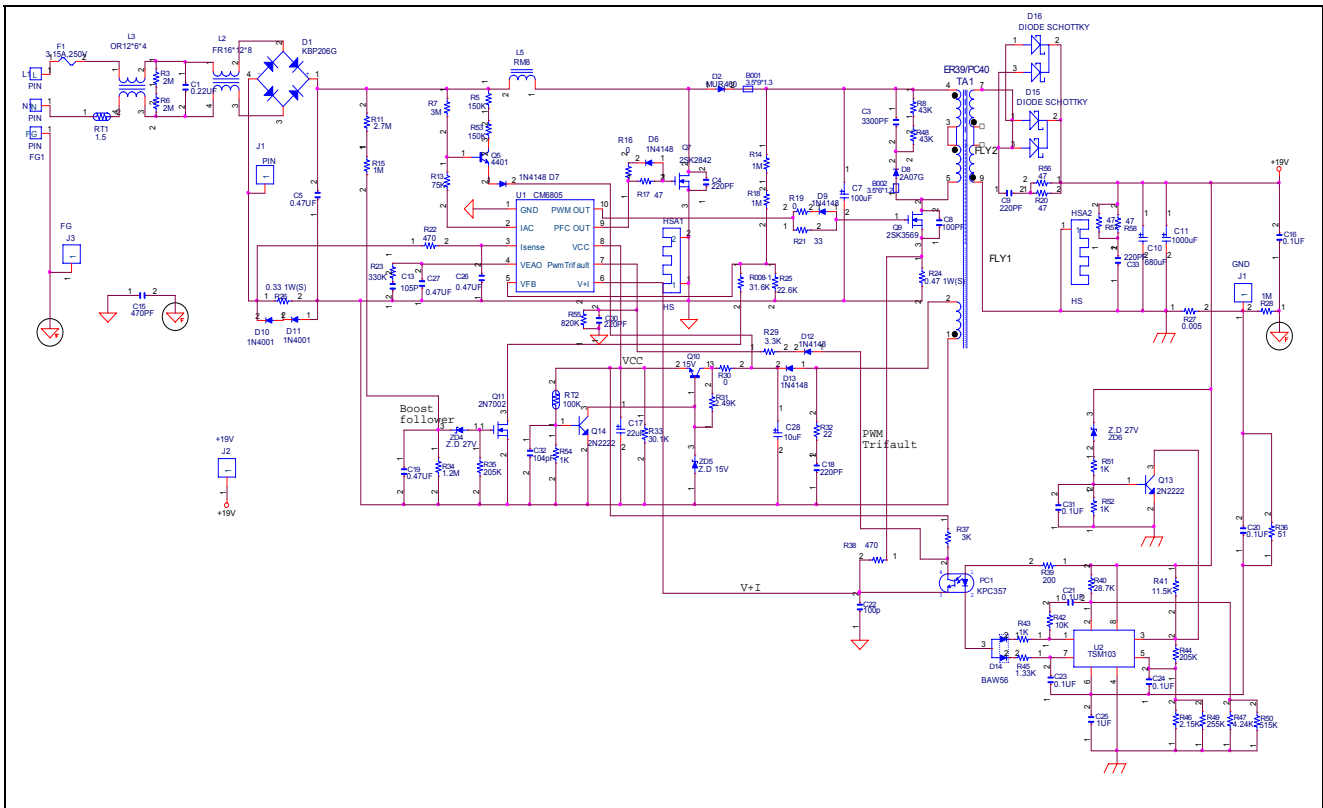 F1
3.15A,250V
L3
OR12*6*4
L2
FR16*12*8
D1
KBP206G
L5
RM8
D16
DIODE SCHOTTKY
L1 L
PIN
N N
PIN
FG
FG1
RT1
1.5
R3
2M
R6
2M
C1
0.22UF
J1
PIN
FG
J3
C5
0.47UF
R11
2.7M
R15
1M
R7
3M
R5
150K
R53
150K
Q5
4401
R13
75K
1N4148 D7
U1 CM6805
GND
IAC
Isense
VEAO
VFB
PWM OUT
PFC OUT
VCC
PwmTrifault
V+I
R16
0
D6
1N4148
R17 47
Q7
2SK2842
C4
220PF
HSA1
HS
D2
MUR460
B001
3.5*9*1.3
R14
1M
R18
1M
C3
3300PF
R8
43K
R48
43K
D8
2A07G
B002
C7
100uF
R19
0
D9
1N4148
R21 33
Q9
2SK3569
C8
100PF
R24
0.47 1W(S)
ER39/PC40
TA1
FLY2
FLY1
D15
DIODE SCHOTTKY
R56
47
R20
47
C9
220PF
HSA2
HS
47
R58
220PF
C33
C10
680uF
C11
1000uF
+19V
C16
0.1UF
GND
J1
1M
R28
R27
0.005
R22
470
R23
330K
C13
105P
C27
0.47UF
C26
0.47UF
0.33 1W(S)
D10
1N4001
D11
1N4001
C15
470PF
R55
820K
220PF
R25
22.6K
31.6K
R29
3.3K
D12
1N4148
VCC
Q10
15V
R30
0
D13
1N4148
R31
2.49K
Boost
follower
Q11
2N7002
RT2
100K
Q14
2N2222
C17
22uF
R33
30.1K
ZD5
Z.D 15V
C28
10uF
R32
22
C18
220PF
PWM
Trifault
ZD4
Z.D 27V
C19
0.47UF
R34
1.2M
R35
205K
C32
104pF
R54
1K
+19V
J2
+19V
Z.D 27V
ZD6
R51
1K
R52
1K
C31
0.1UF
Q13
2N2222
C20
0.1UF
R36
51
R38 470
R37
3K
V+I
C22
100p
PC1
KPC357
R39
200
R40
28.7K
R41
11.5K
C21
0.1UF
R42
10K
R43
1K
U2
TSM103
R44
205K
D14
BAW56
R45
1.33K
C23
0.1UF
C24
0.1UF
C25
1UF
R46
2.15K
R49
255K
R47
4.24K
R50
515K